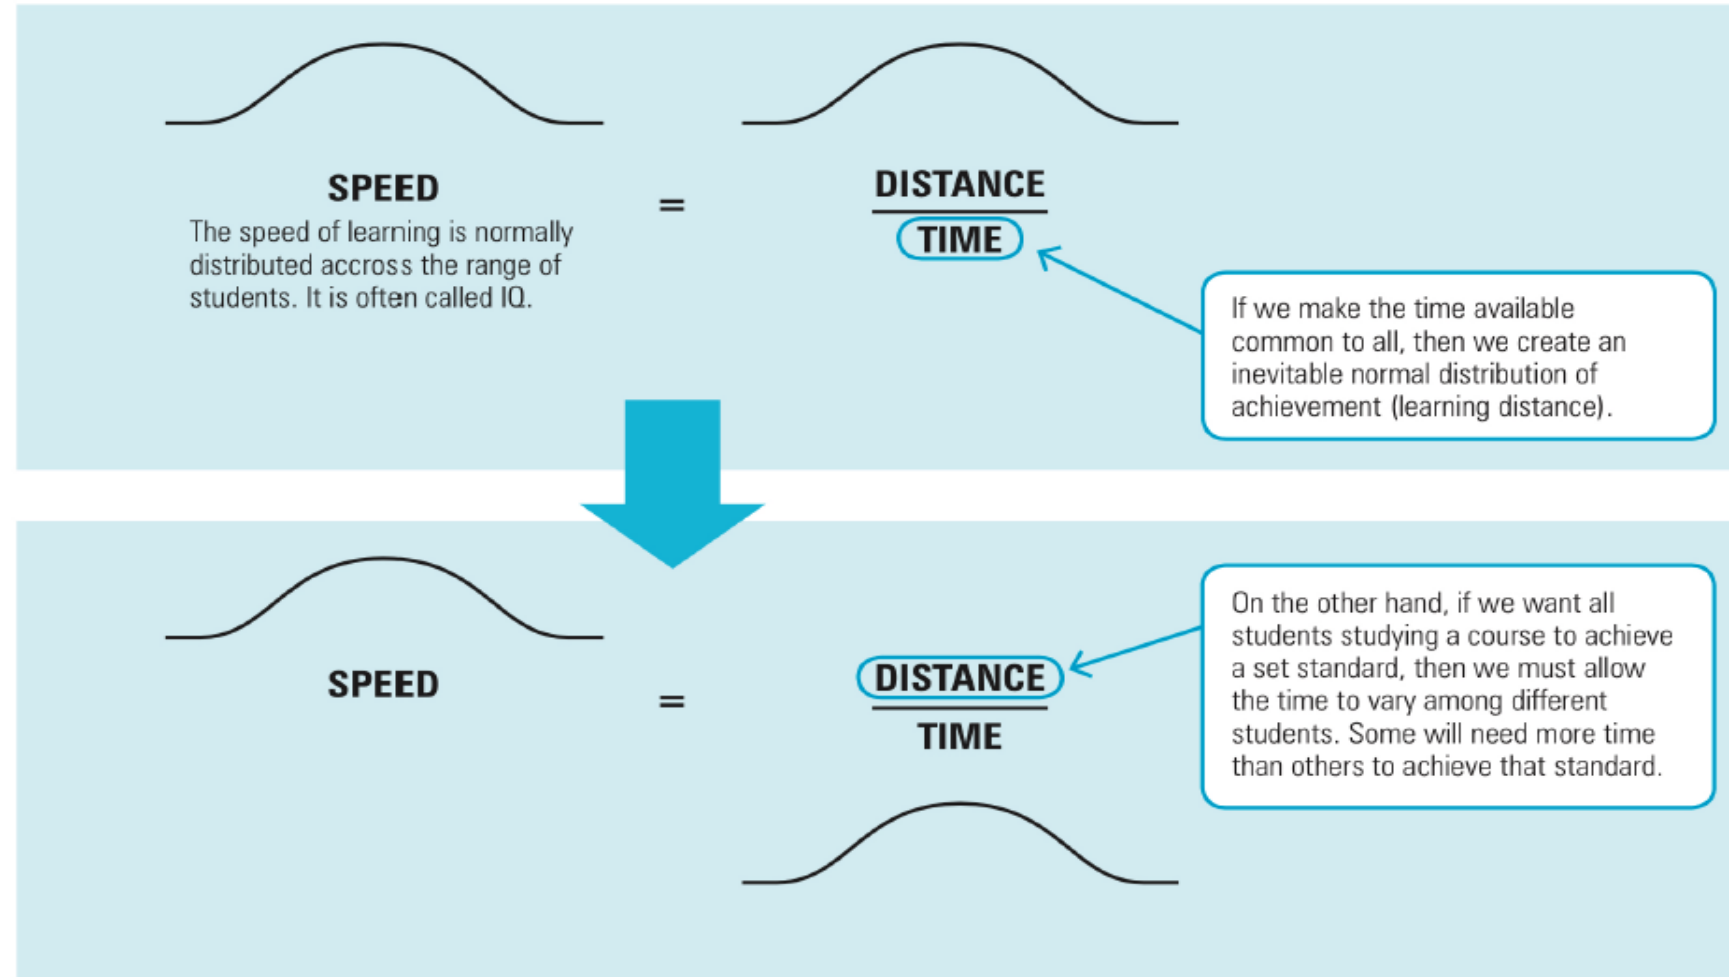 SPEED
The speed of learning is normally
distributed accross the range of
students. It is often called IQ.
=
DISTANCE
TIME
If we make the time available
common to all, then we create an
inevitable normal distribution of
achievement (learning distance).
SPEED
=
DISTANCE
TIME
On the other hand, if we want all
students studying a course to achieve
a set standard, then we must allow
the time to vary among different
students. Some will need more time
than others to achieve that standard.